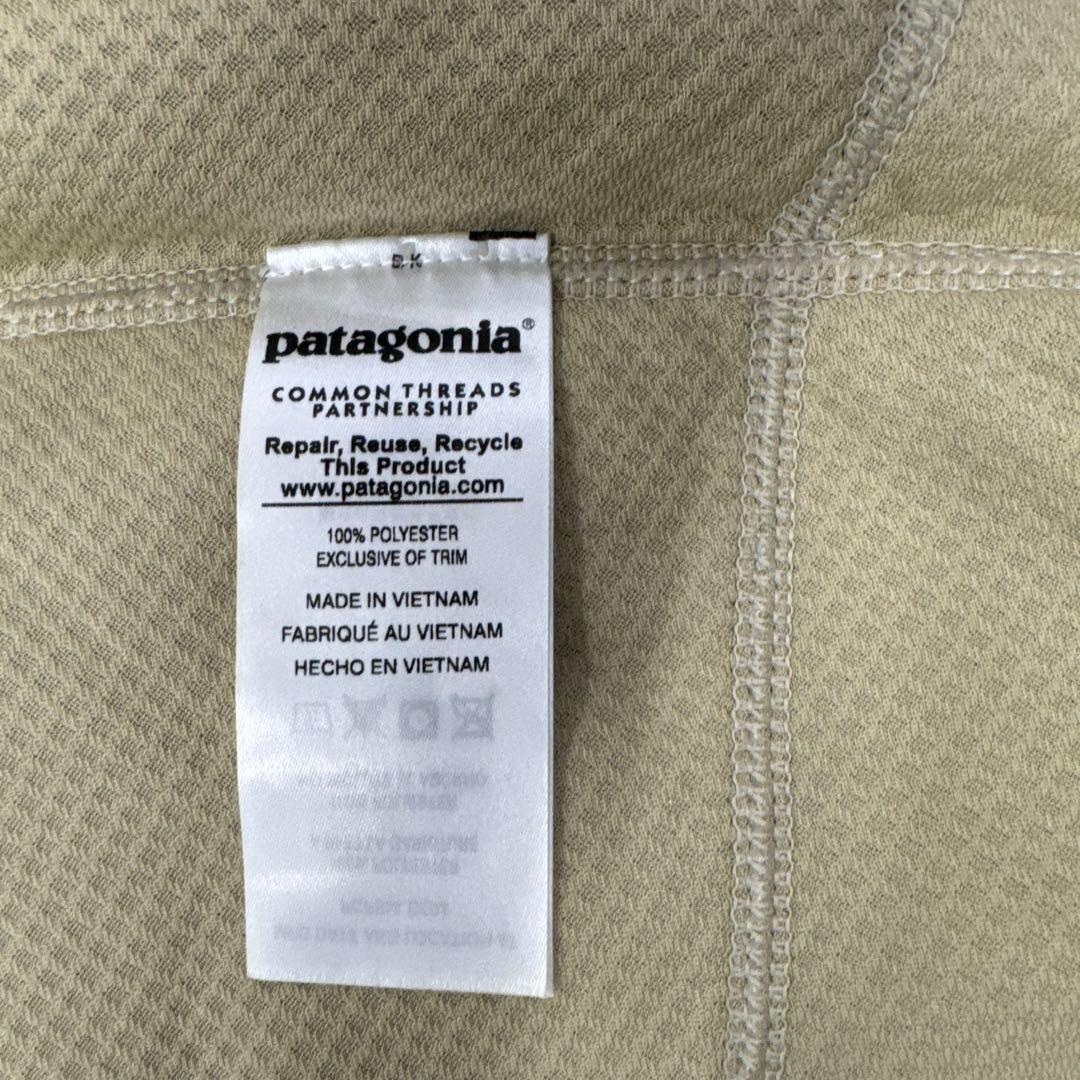 patagonia®
COMMON THREADS
PARTNERSHIP
Repair, Reuse, Recycle
This Product
www.patagonia.com
100% POLYESTER
EXCLUSIVE OF TRIM
MADE IN VIETNAM
FABRIQUÉ AU VIETNAM
HECHO EN VIETNAM